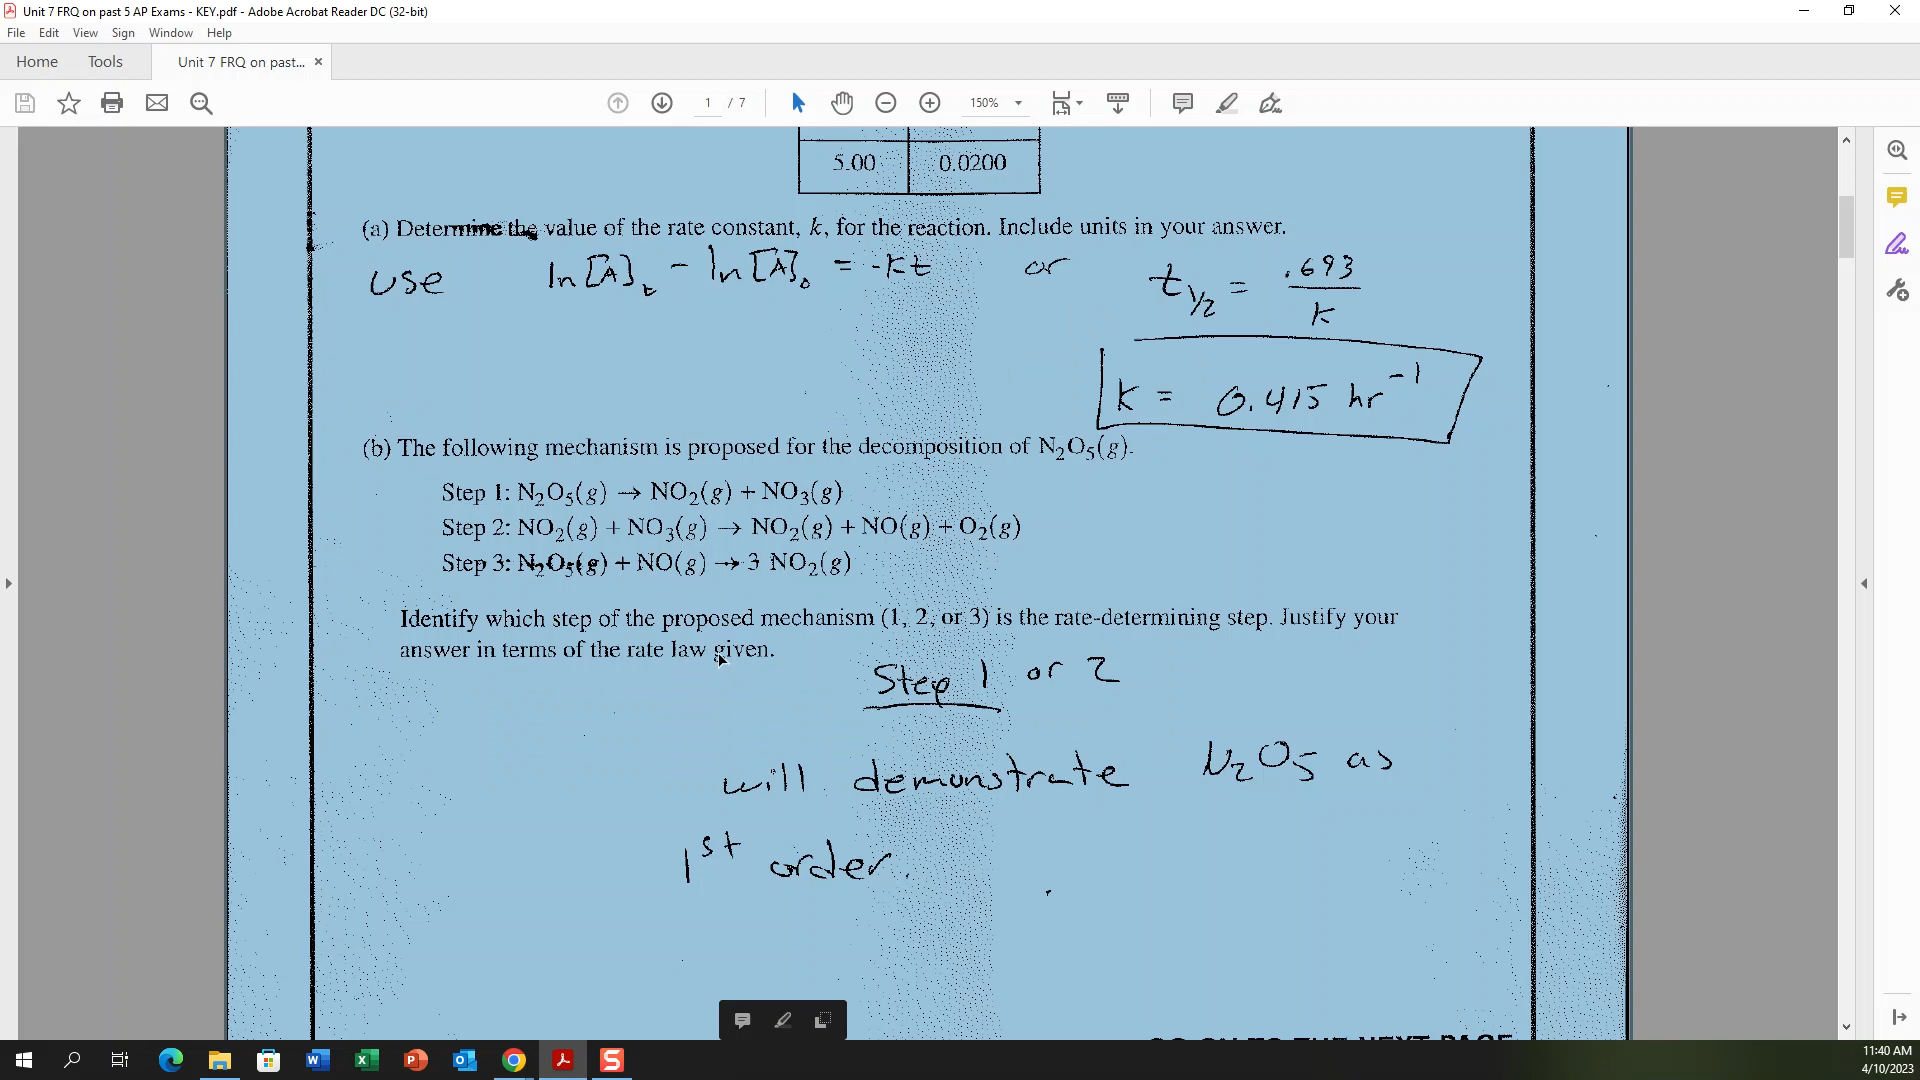 Unit 7 FRQ on past 5 AP Exams - KEY.pdf - Adobe Acrobat Reader DC (32-bit)
File Edit View Sign Window Help
Home Tools Unit 7 FRQ on past... ×
1 / 7 150%
5.00 0.0200
(a) Determine the value of the rate constant, k, for the reaction. Include units in your answer.
use ln[A]ₜ - ln[A]₀ = -kt or t₁/₂ = .693/k
k = 0.415 hr⁻¹
(b) The following mechanism is proposed for the decomposition of N₂O₅(g).
Step 1: N₂O₅(g) → NO₂(g) + NO₃(g)
Step 2: NO₂(g) + NO₃(g) → NO₂(g) + NO(g) + O₂(g)
Step 3: N₂O₅(g) + NO(g) → 3 NO₂(g)
Identify which step of the proposed mechanism (1, 2, or 3) is the rate-determining step. Justify your
answer in terms of the rate law given.
Step 1 or 2
will demonstrate N₂O₅ as
1st order.
11:40 AM
4/10/2023